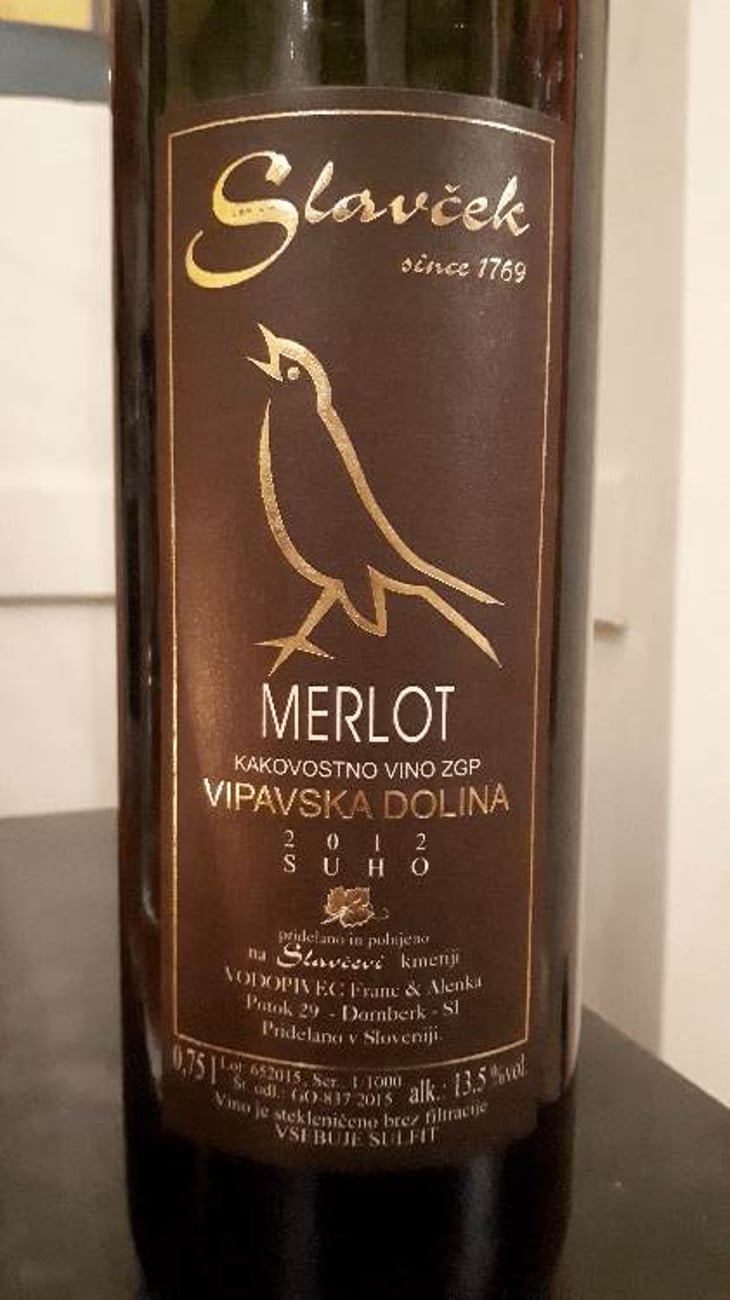 Slavček
since 1769
MERLOT
KAKOVOSTNO VINO ZGP
VIPAVSKA DOLINA
2012
SUHO
pridelano in polnjeno
na Slavčevi kmetiji
VODOPIVEC Franc & Alenka
Potok 29 - Dornberk - SI
Pridelano v Sloveniji.
0,75 l Lot 652015, Ser. 1 1000 alk.: 13.5 %vol.
Št. odl.: GO-837-2015
Vino je stekleničeno brez filtracije
VSEBUJE SULFIT